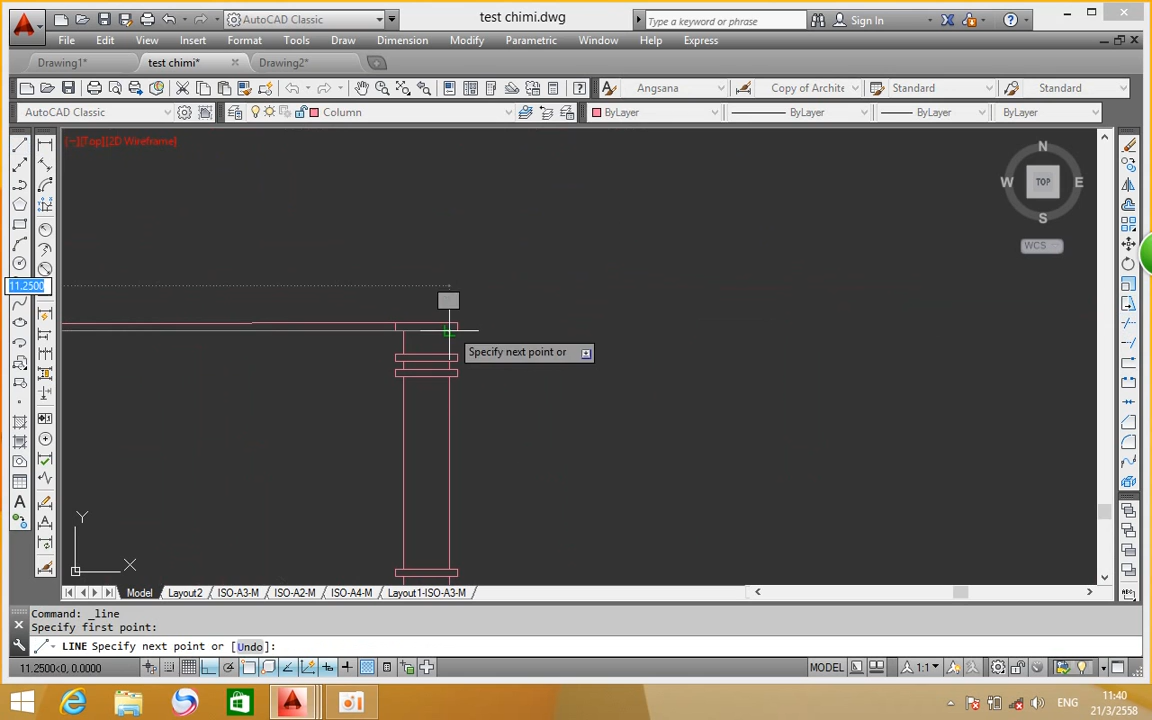 AutoCAD Classic
test chimi.dwg
Type a keyword or phrase
Sign In
File Edit View Insert Format Tools Draw Dimension Modify Parametric Window Help Express
Drawing1* test chimi* Drawing2*
Angsana Copy of Archite Standard Standard
AutoCAD Classic Column ByLayer ByLayer ByLayer ByLayer
[−][Top][2D Wireframe]
N
W TOP E
S
WCS
11.2500
Specify next point or
Y
X
A
Model Layout2 ISO-A3-M ISO-A2-M ISO-A4-M Layout1-ISO-A3-M
Command: _line
Specify first point:
LINE Specify next point or [Undo]:
11.2500<0, 0.0000 MODEL 1:1
ENG 11:40
21/3/2558